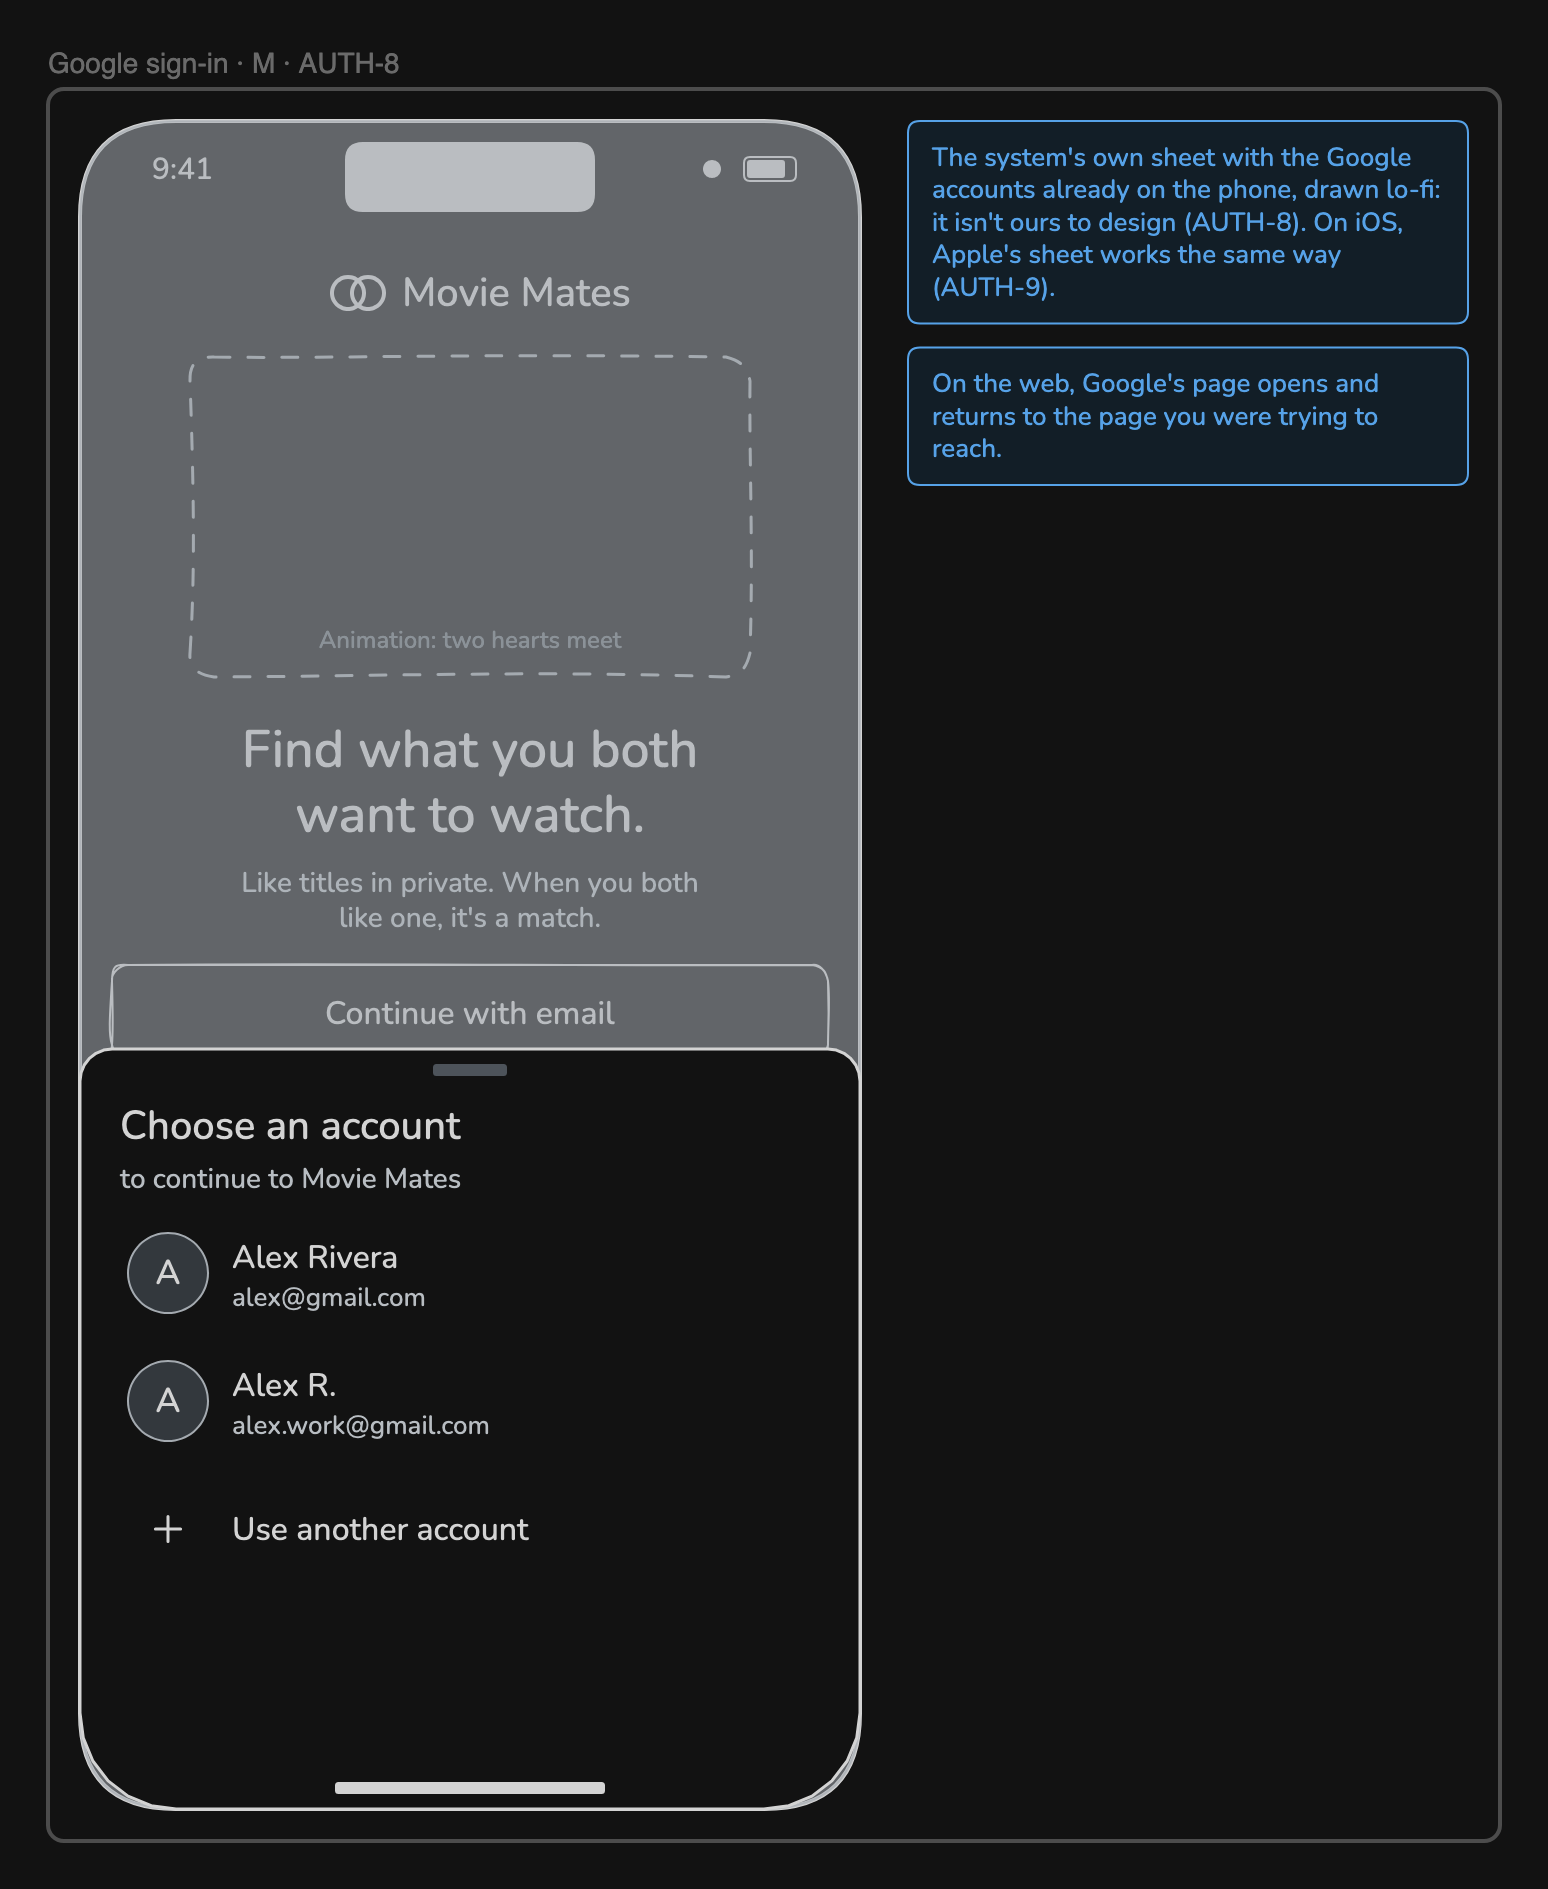 Google sign-in · M · AUTH-8
9:41
Movie Mates
Animation: two hearts meet
Find what you both
want to watch.
Like titles in private. When you both
like one, it's a match.
Continue with email
Choose an account
to continue to Movie Mates
A
Alex Rivera
alex@gmail.com
A
Alex R.
alex.work@gmail.com
+
Use another account
The system's own sheet with the Google
accounts already on the phone, drawn lo-fi:
it isn't ours to design (AUTH-8). On iOS,
Apple's sheet works the same way
(AUTH-9).
On the web, Google's page opens and
returns to the page you were trying to
reach.